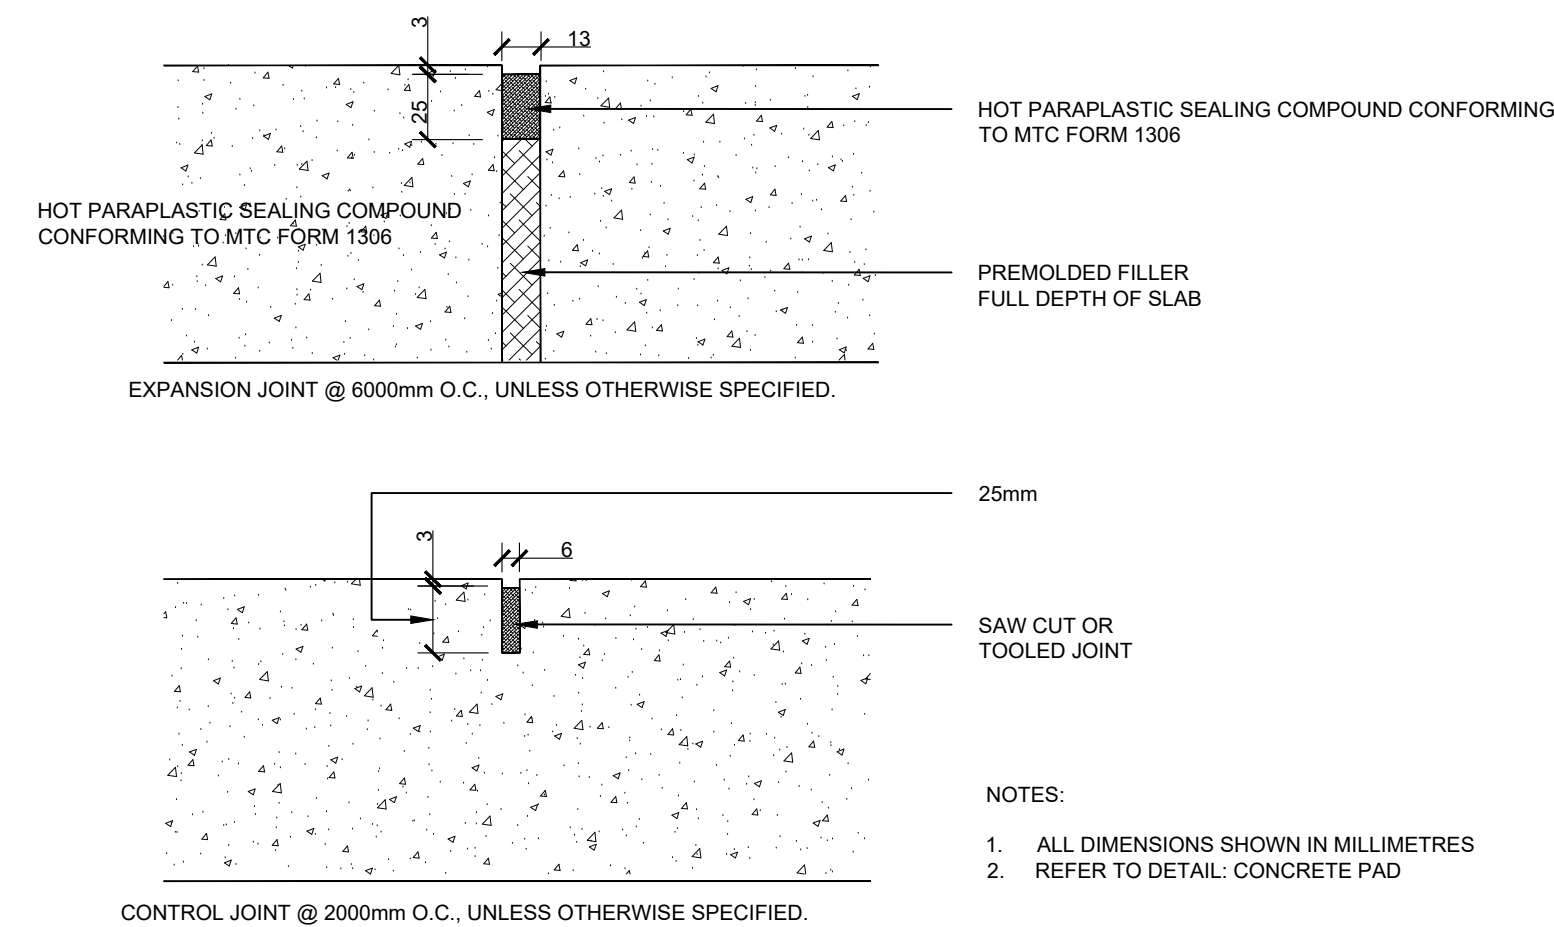 3
13
25
HOT PARAPLASTIC SEALING COMPOUND CONFORMING
TO MTC FORM 1306
HOT PARAPLASTIC SEALING COMPOUND
CONFORMING TO MTC FORM 1306
PREMOLDED FILLER
FULL DEPTH OF SLAB
EXPANSION JOINT @ 6000mm O.C., UNLESS OTHERWISE SPECIFIED.
25mm
3
6
SAW CUT OR
TOOLED JOINT
NOTES:
1. ALL DIMENSIONS SHOWN IN MILLIMETRES
2. REFER TO DETAIL: CONCRETE PAD
CONTROL JOINT @ 2000mm O.C., UNLESS OTHERWISE SPECIFIED.